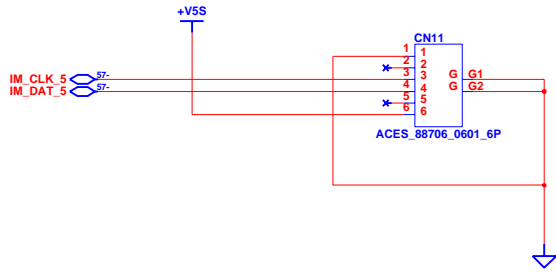 +V5S
CN11
1 1
2 2
IM_CLK_5 57- 3 3 G G1
IM_DAT_5 57- 4 4 G G2
5 5
6 6
ACES_88706_0601_6P